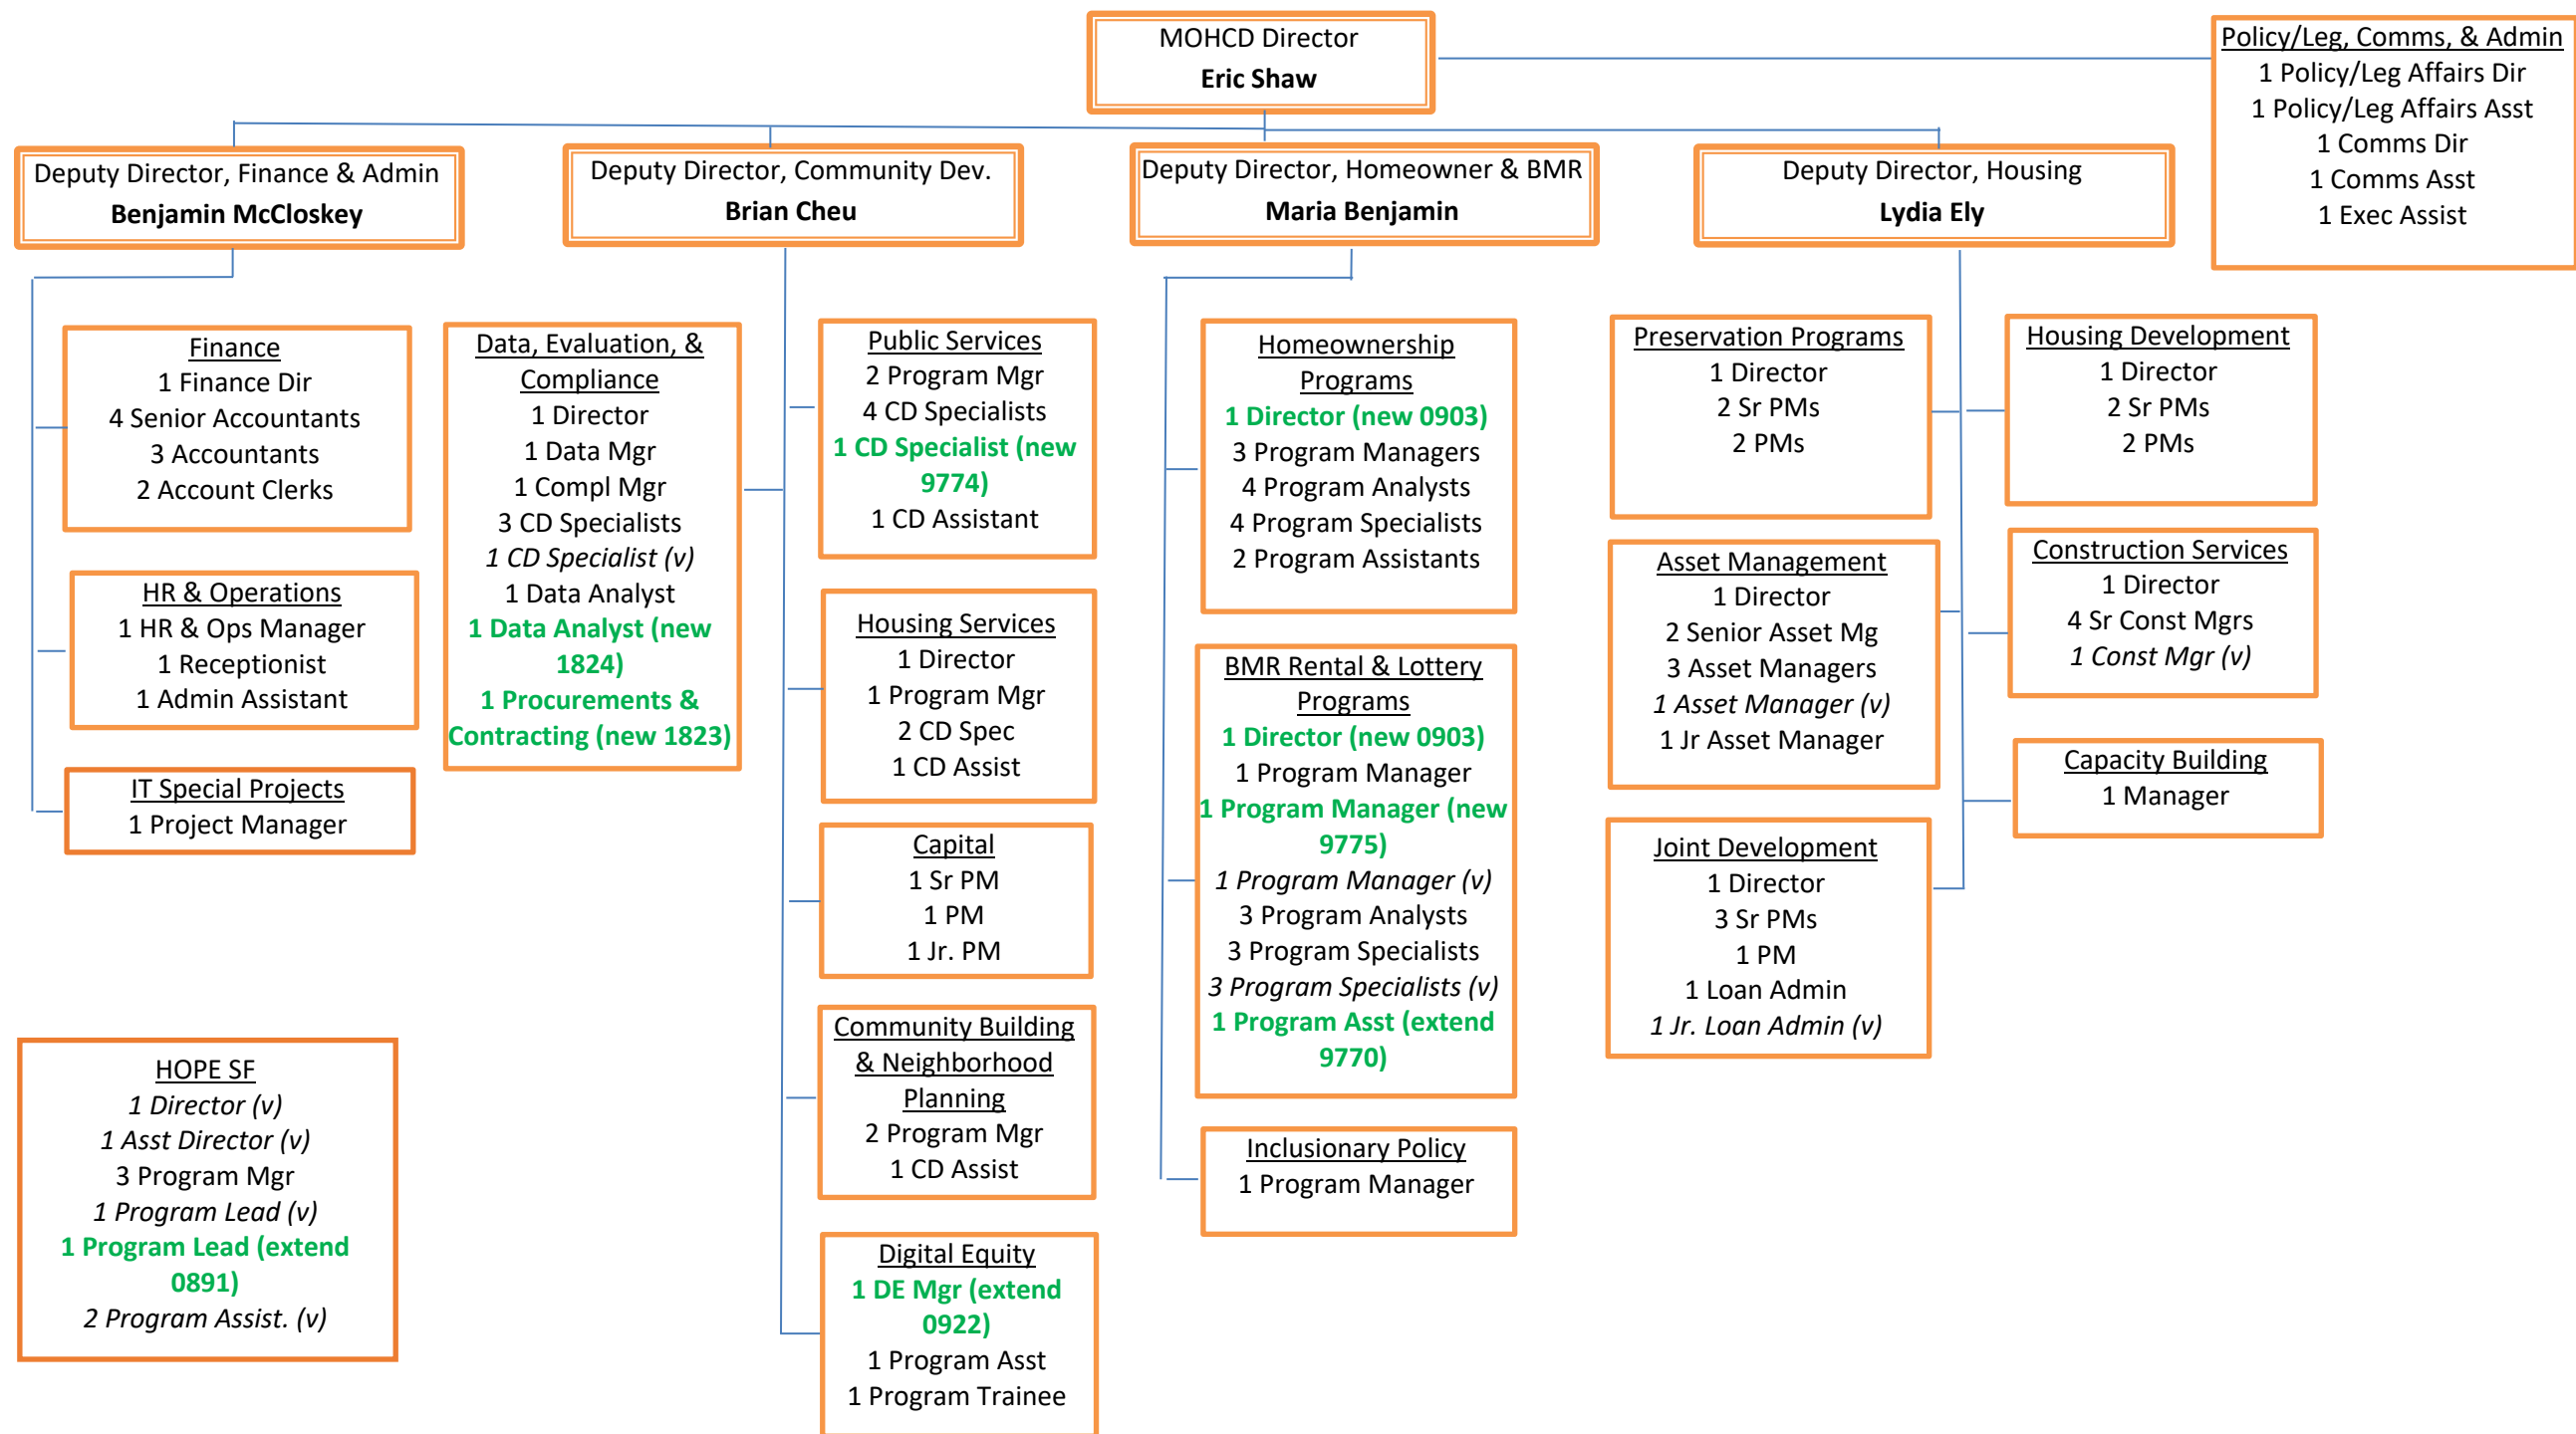 MOHCD Director
Eric Shaw
Policy/Leg, Comms, & Admin
1 Policy/Leg Affairs Dir
1 Policy/Leg Affairs Asst
1 Comms Dir
1 Comms Asst
1 Exec Assist
Deputy Director, Finance & Admin
Benjamin McCloskey
Deputy Director, Community Dev.
Brian Cheu
Deputy Director, Homeowner & BMR
Maria Benjamin
Deputy Director, Housing
Lydia Ely
Finance
1 Finance Dir
4 Senior Accountants
3 Accountants
2 Account Clerks
HR & Operations
1 HR & Ops Manager
1 Receptionist
1 Admin Assistant
IT Special Projects
1 Project Manager
HOPE SF
1 Director (v)
1 Asst Director (v)
3 Program Mgr
1 Program Lead (v)
1 Program Lead (extend
0891)
2 Program Assist. (v)
Data, Evaluation, &
Compliance
1 Director
1 Data Mgr
1 Compl Mgr
3 CD Specialists
1 CD Specialist (v)
1 Data Analyst
1 Data Analyst (new
1824)
1 Procurements &
Contracting (new 1823)
Public Services
2 Program Mgr
4 CD Specialists
1 CD Specialist (new
9774)
1 CD Assistant
Housing Services
1 Director
1 Program Mgr
2 CD Spec
1 CD Assist
Capital
1 Sr PM
1 PM
1 Jr. PM
Community Building
& Neighborhood
Planning
2 Program Mgr
1 CD Assist
Digital Equity
1 DE Mgr (extend
0922)
1 Program Asst
1 Program Trainee
Homeownership
Programs
1 Director (new 0903)
3 Program Managers
4 Program Analysts
4 Program Specialists
2 Program Assistants
BMR Rental & Lottery
Programs
1 Director (new 0903)
1 Program Manager
1 Program Manager (new
9775)
1 Program Manager (v)
3 Program Analysts
3 Program Specialists
3 Program Specialists (v)
1 Program Asst (extend
9770)
Inclusionary Policy
1 Program Manager
Preservation Programs
1 Director
2 Sr PMs
2 PMs
Asset Management
1 Director
2 Senior Asset Mg
3 Asset Managers
1 Asset Manager (v)
1 Jr Asset Manager
Joint Development
1 Director
3 Sr PMs
1 PM
1 Loan Admin
1 Jr. Loan Admin (v)
Housing Development
1 Director
2 Sr PMs
2 PMs
Construction Services
1 Director
4 Sr Const Mgrs
1 Const Mgr (v)
Capacity Building
1 Manager